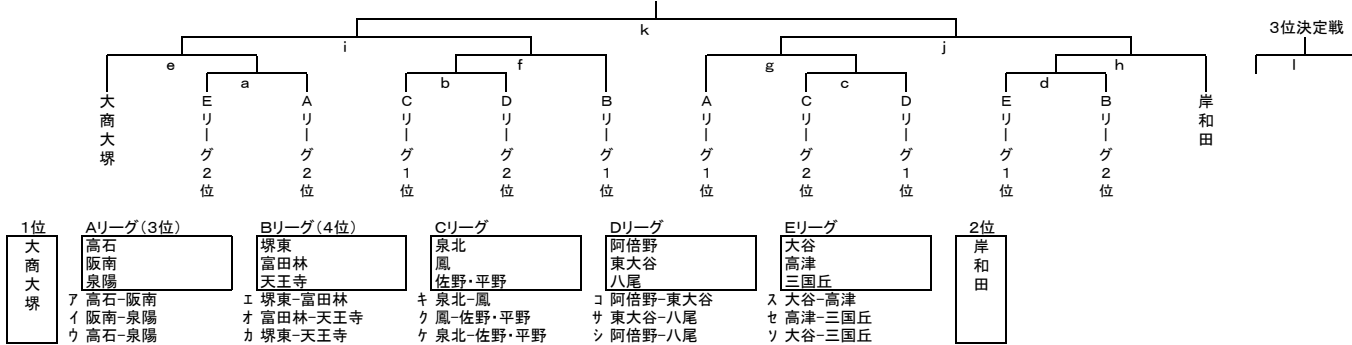 k
3位決定戦
i
j
e
f
g
h
l
a
b
c
d
大商大堺
Eリーグ2位
Aリーグ2位
Cリーグ1位
Dリーグ2位
Bリーグ1位
Aリーグ1位
Cリーグ2位
Dリーグ1位
Eリーグ1位
Bリーグ2位
岸和田
1位
大商大堺
Aリーグ(3位)
高石
阪南
泉陽
ア 高石-阪南
イ 阪南-泉陽
ウ 高石-泉陽
Bリーグ(4位)
堺東
富田林
天王寺
エ 堺東-富田林
オ 富田林-天王寺
カ 堺東-天王寺
Cリーグ
泉北
鳳
佐野・平野
キ 泉北-鳳
ク 鳳-佐野・平野
ケ 泉北-佐野・平野
Dリーグ
阿倍野
東大谷
八尾
コ 阿倍野-東大谷
サ 東大谷-八尾
シ 阿倍野-八尾
Eリーグ
大谷
高津
三国丘
ス 大谷-高津
セ 高津-三国丘
ソ 大谷-三国丘
2位
岸和田